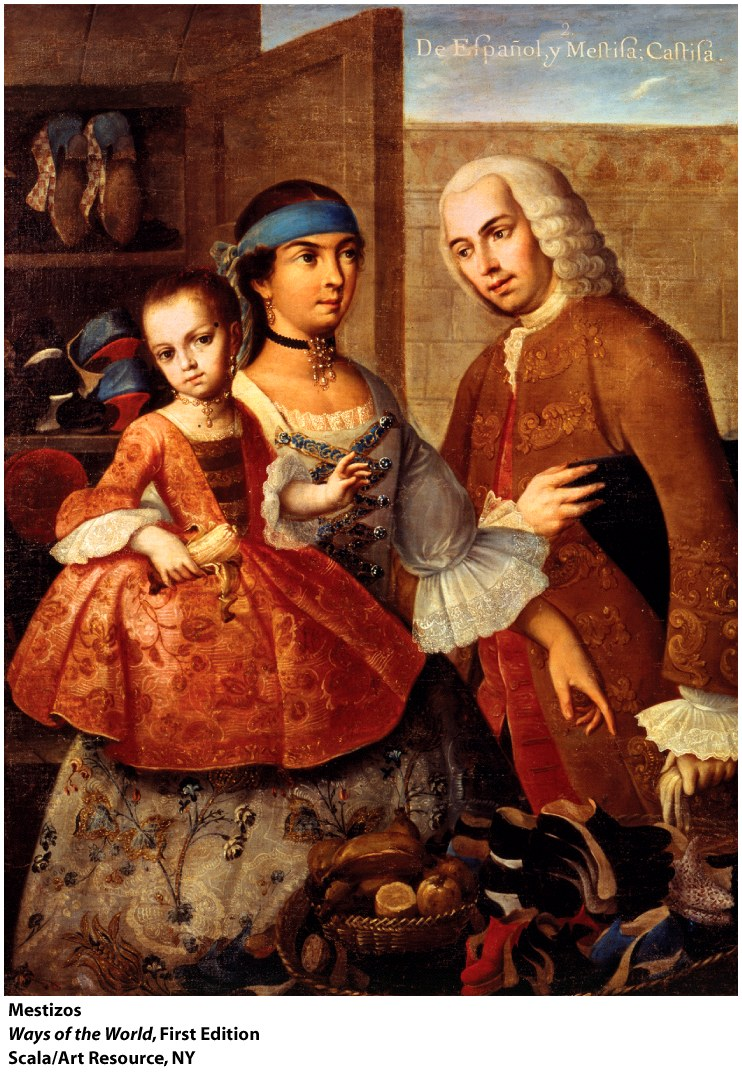 2
De Eſpañol, y Meſtiſa; Caſtiſa.
Mestizos
Ways of the World, First Edition
Scala/Art Resource, NY